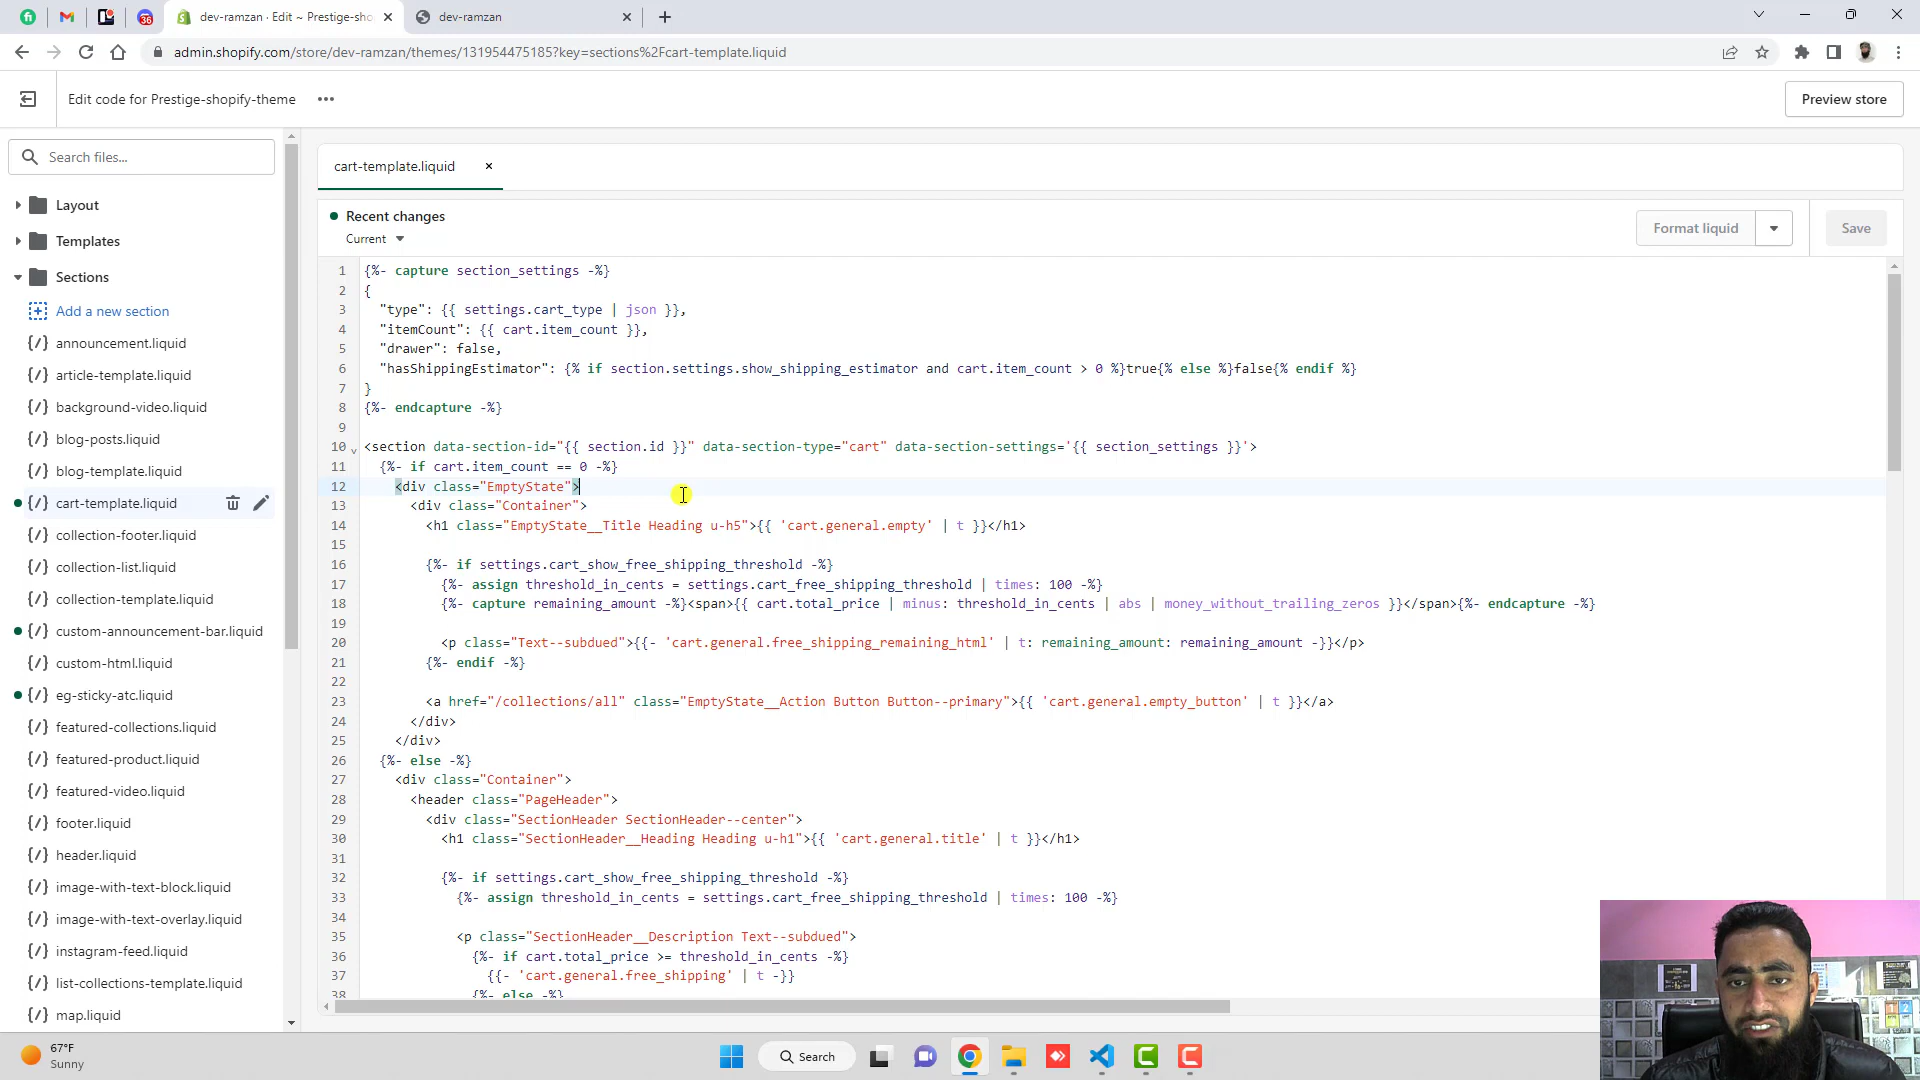 dev-ramzan · Edit ~ Prestige-sho
dev-ramzan
36
admin.shopify.com/store/dev-ramzan/themes/131954475185?key=sections%2Fcart-template.liquid
Edit code for Prestige-shopify-theme
Preview store
Search files...
Layout
Templates
Sections
Add a new section
{/} announcement.liquid
{/} article-template.liquid
{/} background-video.liquid
{/} blog-posts.liquid
{/} blog-template.liquid
{/} cart-template.liquid
{/} collection-footer.liquid
{/} collection-list.liquid
{/} collection-template.liquid
{/} custom-announcement-bar.liquid
{/} custom-html.liquid
{/} eg-sticky-atc.liquid
{/} featured-collections.liquid
{/} featured-product.liquid
{/} featured-video.liquid
{/} footer.liquid
{/} header.liquid
{/} image-with-text-block.liquid
{/} image-with-text-overlay.liquid
{/} instagram-feed.liquid
{/} list-collections-template.liquid
{/} map.liquid
cart-template.liquid
Recent changes
Current
Format liquid
Save
1 {%- capture section_settings -%}
2 {
3 "type": {{ settings.cart_type | json }},
4 "itemCount": {{ cart.item_count }},
5 "drawer": false,
6 "hasShippingEstimator": {% if section.settings.show_shipping_estimator and cart.item_count > 0 %}true{% else %}false{% endif %}
7 }
8 {%- endcapture -%}
9
10 <section data-section-id="{{ section.id }}" data-section-type="cart" data-section-settings='{{ section_settings }}'>
11 {%- if cart.item_count == 0 -%}
12 <div class="EmptyState">
13 <div class="Container">
14 <h1 class="EmptyState__Title Heading u-h5">{{ 'cart.general.empty' | t }}</h1>
15
16 {%- if settings.cart_show_free_shipping_threshold -%}
17 {%- assign threshold_in_cents = settings.cart_free_shipping_threshold | times: 100 -%}
18 {%- capture remaining_amount -%}<span>{{ cart.total_price | minus: threshold_in_cents | abs | money_without_trailing_zeros }}</span>{%- endcapture -%}
19
20 <p class="Text--subdued">{{- 'cart.general.free_shipping_remaining_html' | t: remaining_amount: remaining_amount -}}</p>
21 {%- endif -%}
22
23 <a href="/collections/all" class="EmptyState__Action Button Button--primary">{{ 'cart.general.empty_button' | t }}</a>
24 </div>
25 </div>
26 {%- else -%}
27 <div class="Container">
28 <header class="PageHeader">
29 <div class="SectionHeader SectionHeader--center">
30 <h1 class="SectionHeader__Heading Heading u-h1">{{ 'cart.general.title' | t }}</h1>
31
32 {%- if settings.cart_show_free_shipping_threshold -%}
33 {%- assign threshold_in_cents = settings.cart_free_shipping_threshold | times: 100 -%}
34
35 <p class="SectionHeader__Description Text--subdued">
36 {%- if cart.total_price >= threshold_in_cents -%}
37 {{- 'cart.general.free_shipping' | t -}}
38 {%- else -%}
67°F
Sunny
Search